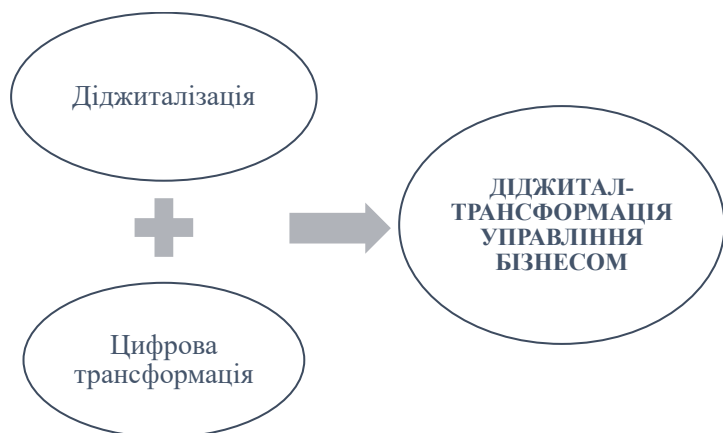 Діджиталізація
Цифрова
трансформація
ДІДЖИТАЛ-
ТРАНСФОРМАЦІЯ
УПРАВЛІННЯ
БІЗНЕСОМ